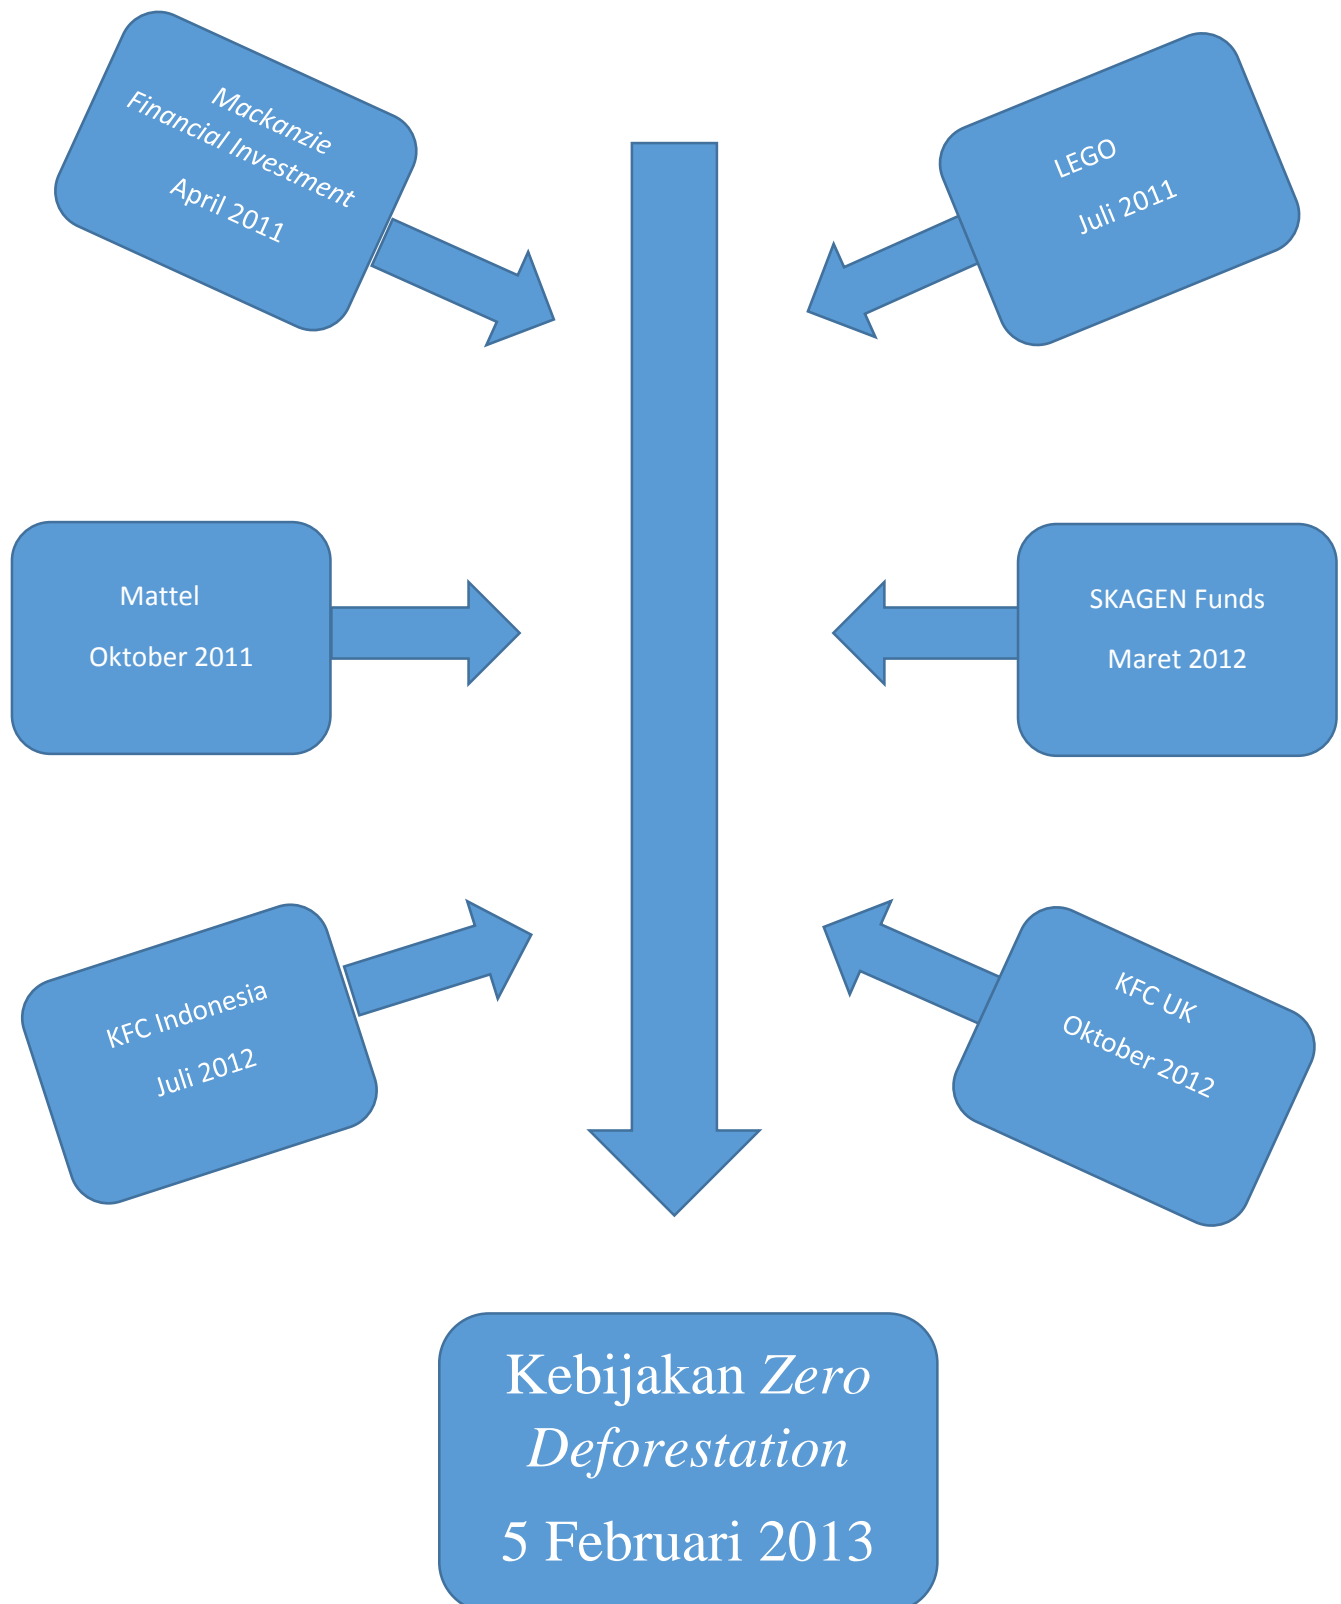 Mackanzie
Financial Investment
April 2011
LEGO
Juli 2011
Mattel
Oktober 2011
SKAGEN Funds
Maret 2012
KFC Indonesia
Juli 2012
KFC UK
Oktober 2012
Kebijakan Zero
Deforestation
5 Februari 2013